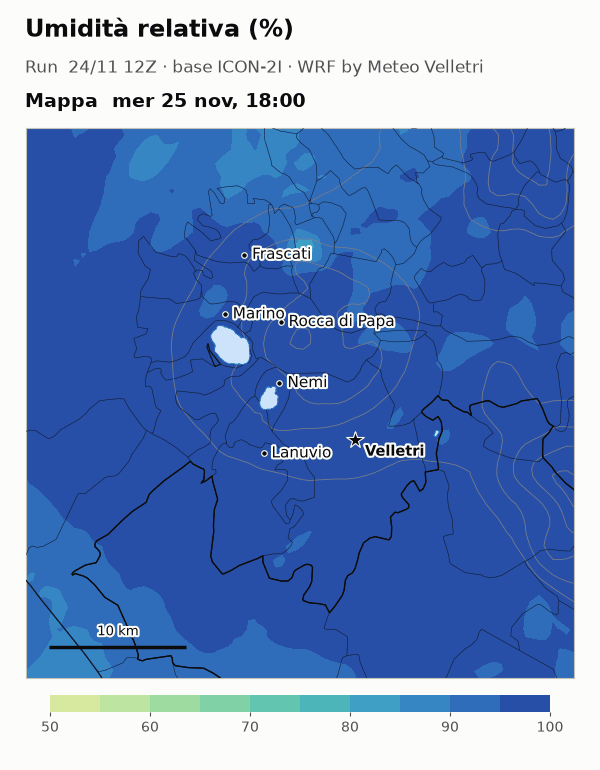 Umidità relativa (%)
Run  24/11 12Z · base ICON-2I · WRF by Meteo Velletri
Mappa  mer 25 nov, 18:00
Frascati
Marino
Rocca di Papa
Nemi
Velletri
Lanuvio
10 km
50 60 70 80 90 100